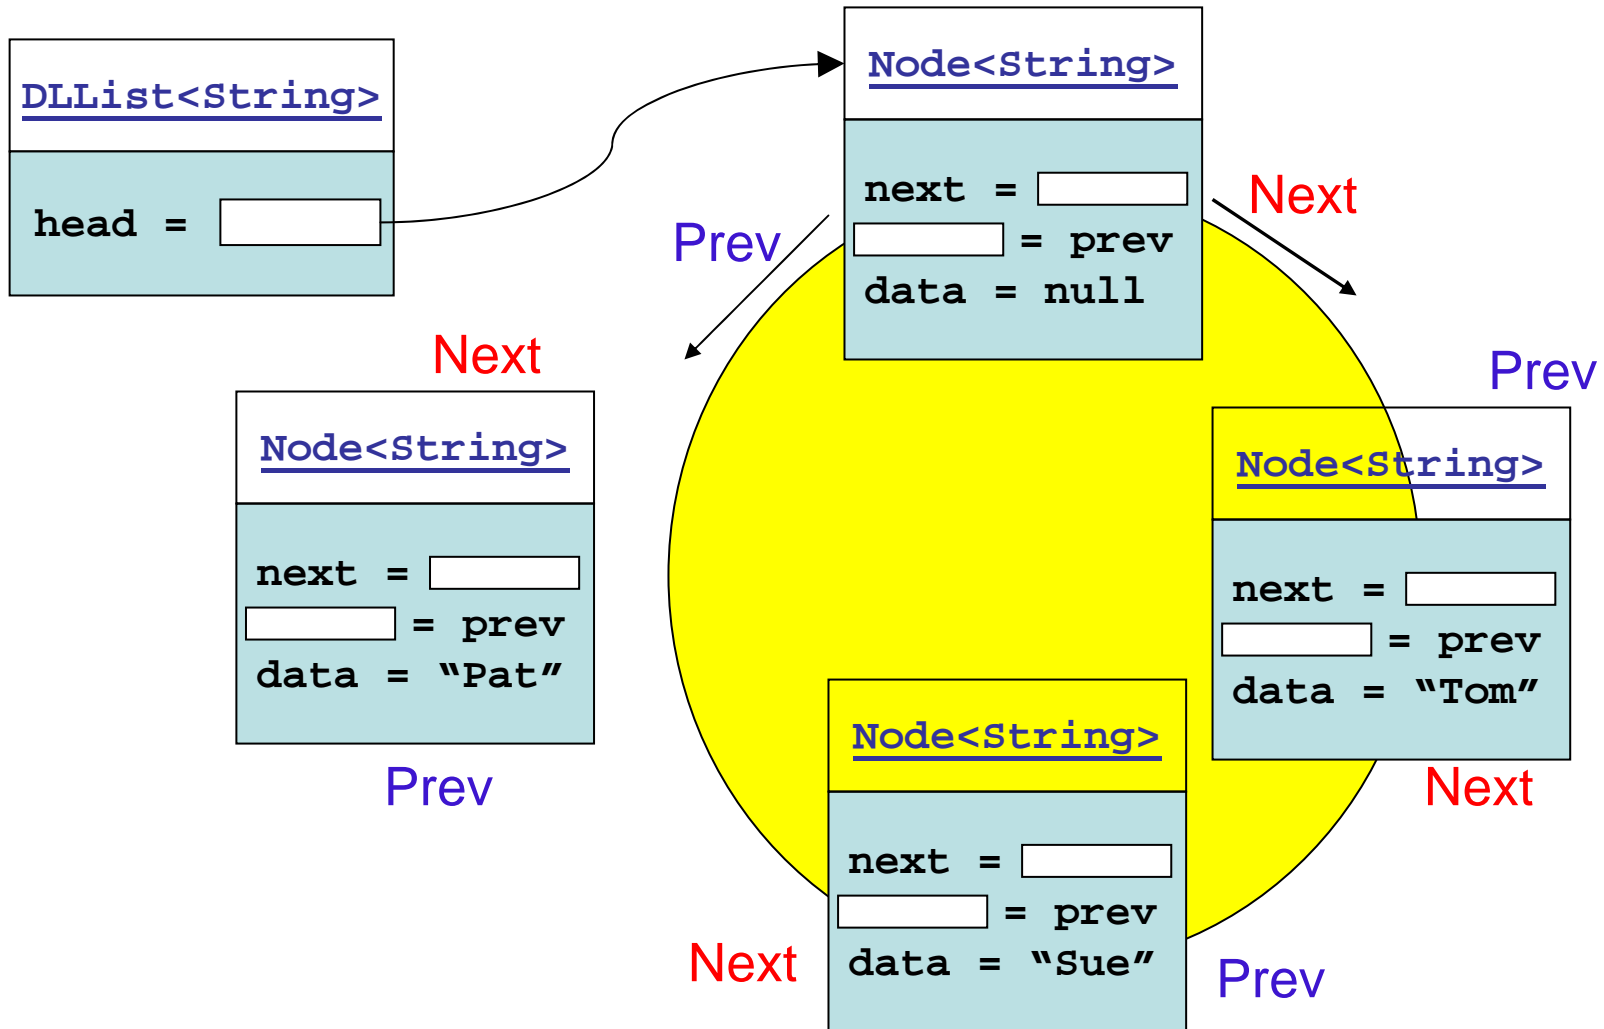 DLList<String>
head =
Node<String>
next =
= prev
data = null
Prev
Next
Next
Node<String>
next =
= prev
data = “Pat”
Prev
Prev
Node<String>
next =
= prev
data = “Tom”
Next
Node<String>
next =
= prev
data = “Sue”
Next
Prev